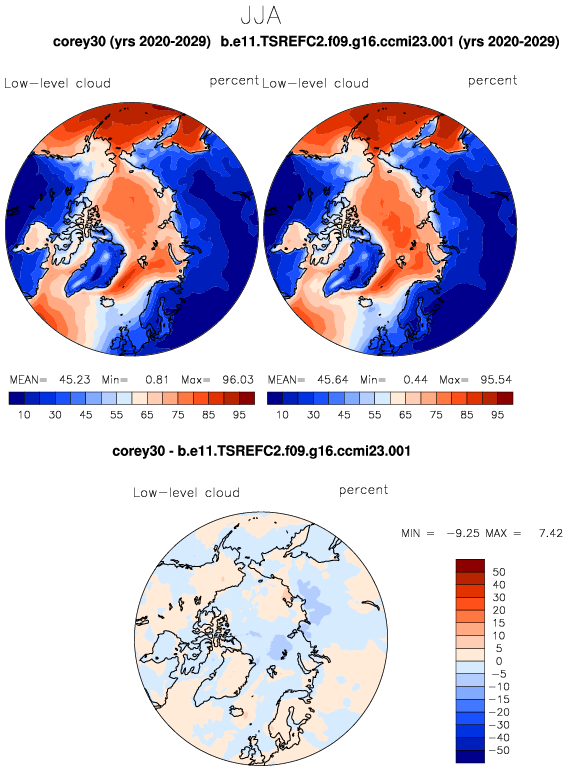 JJA
corey30 (yrs 2020-2029) b.e11.TSREFC2.f09.g16.ccmi23.001 (yrs 2020-2029)
Low-level cloud percent Low-level cloud percent
MEAN= 45.23 Min= 0.81 Max= 96.03 MEAN= 45.64 Min= 0.44 Max= 95.54
10 30 45 55 65 75 85 95 10 30 45 55 65 75 85 95
corey30 - b.e11.TSREFC2.f09.g16.ccmi23.001
Low-level cloud percent
MIN = -9.25 MAX = 7.42
50
40
30
20
15
10
5
0
-5
-10
-15
-20
-30
-40
-50